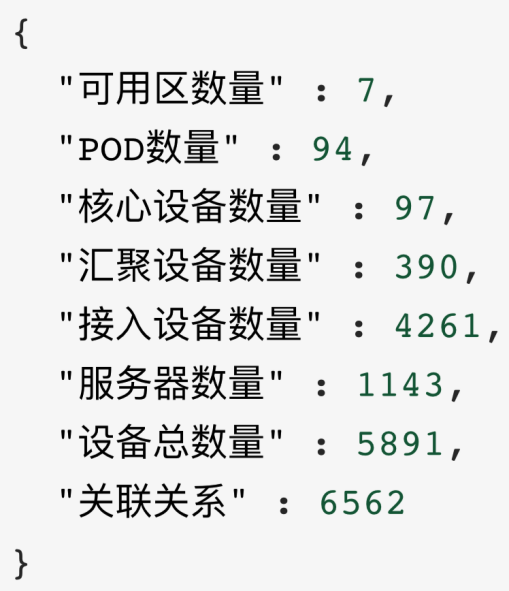 {
"可用区数量" : 7,
"POD数量" : 94,
"核心设备数量" : 97,
"汇聚设备数量" : 390,
"接入设备数量" : 4261,
"服务器数量" : 1143,
"设备总数量" : 5891,
"关联关系" : 6562
}